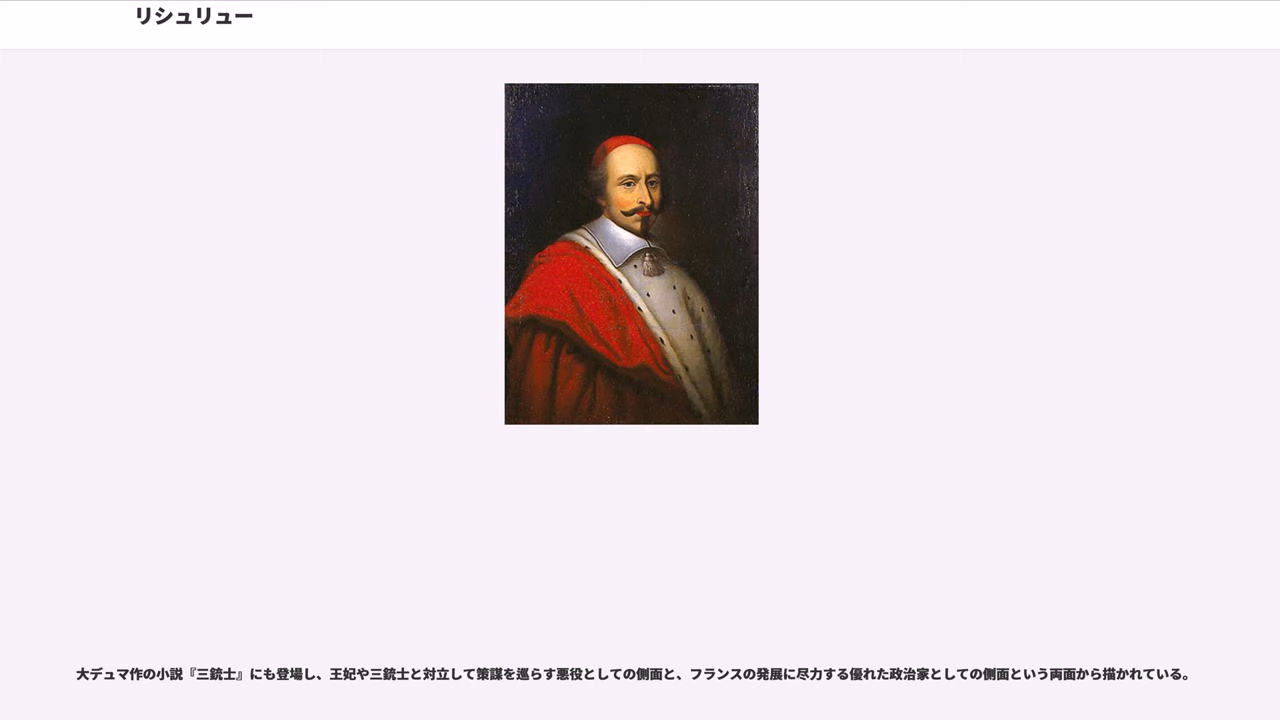 リシュリュー
大デュマ作の小説『三銃士』にも登場し、王妃や三銃士と対立して策謀を巡らす悪役としての側面と、フランスの発展に尽力する優れた政治家としての側面という両面から描かれている。